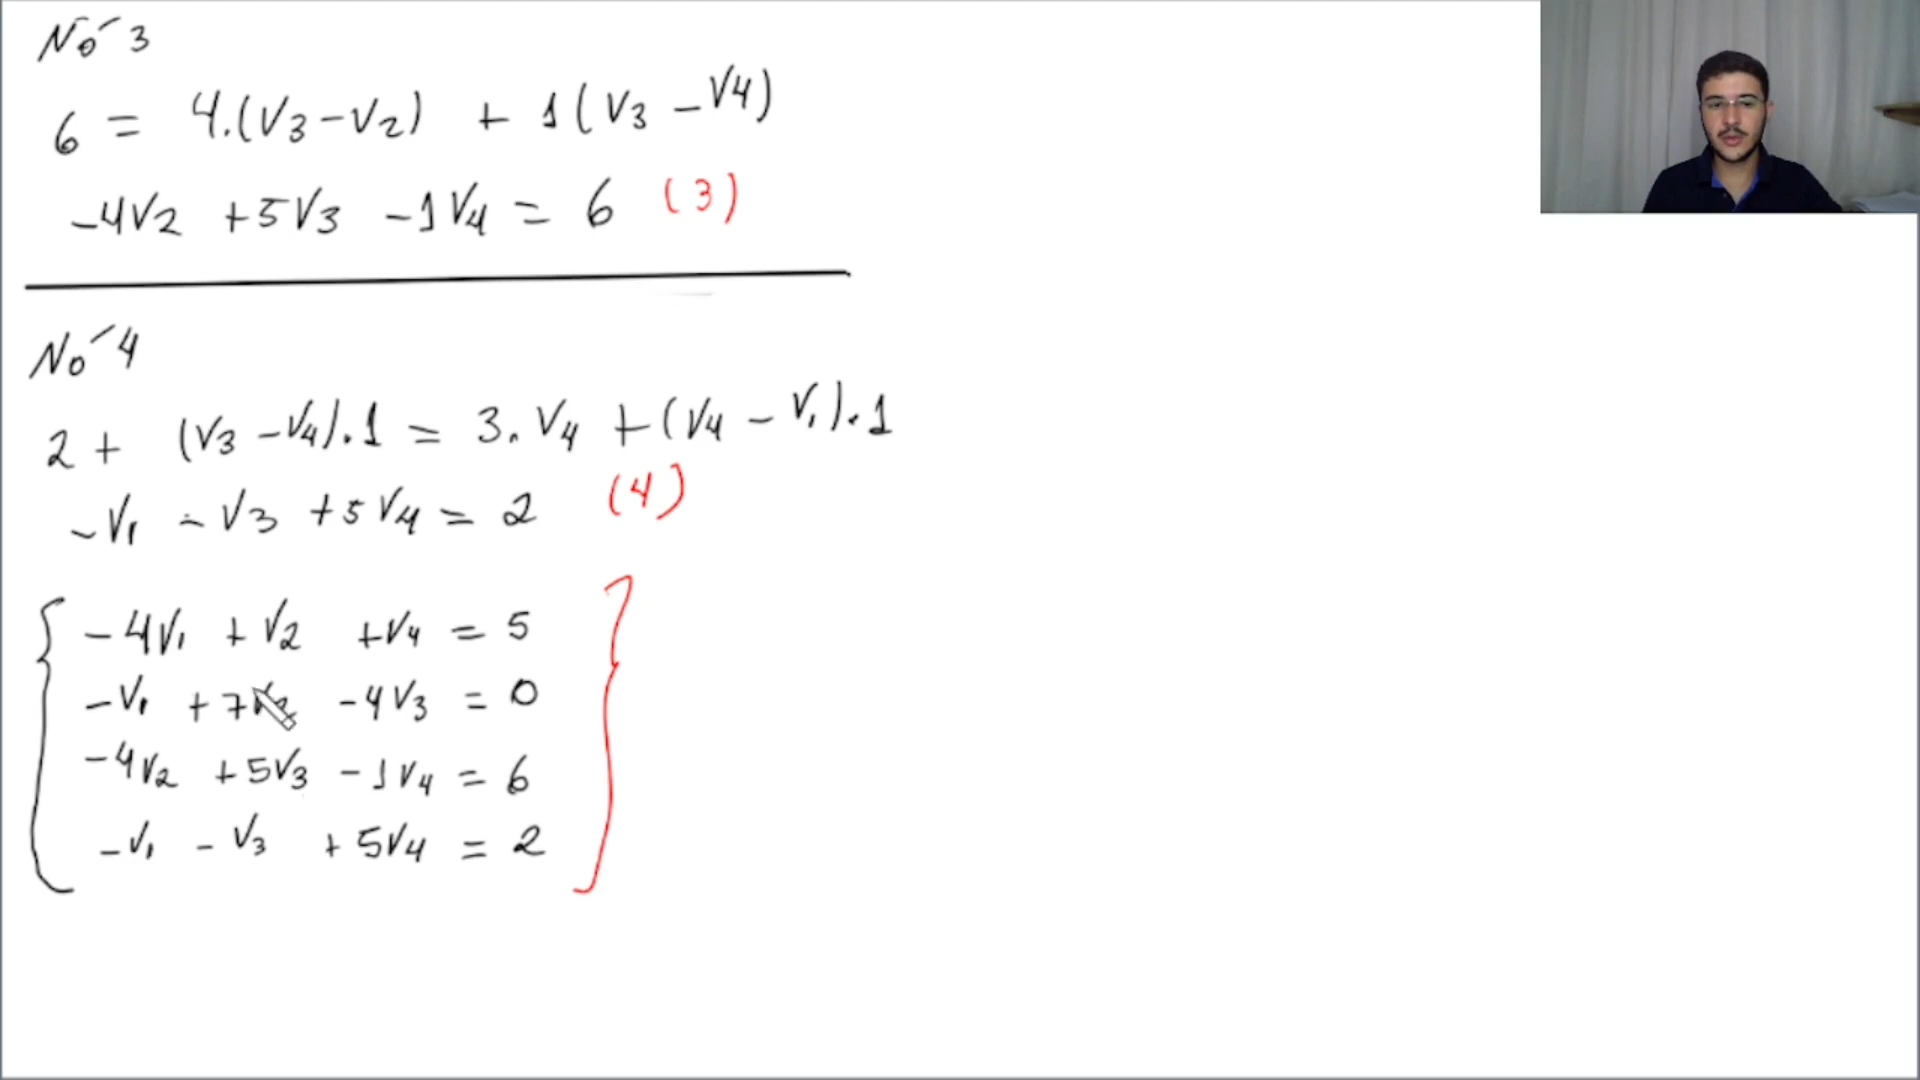 Nó 3
6 = 4.(V3-V2) + 1(V3 -V4)
-4V2 +5V3 -1V4 = 6 (3)
Nó 4
2 + (V3 -V4).1 = 3.V4 +(V4 - V1).1
-V1 - V3 +5V4 = 2 (4)
-4V1 +V2 +V4 = 5
-V1 +7V2 -4V3 = 0
-4V2 +5V3 -1V4 = 6
-V1 - V3 +5V4 = 2